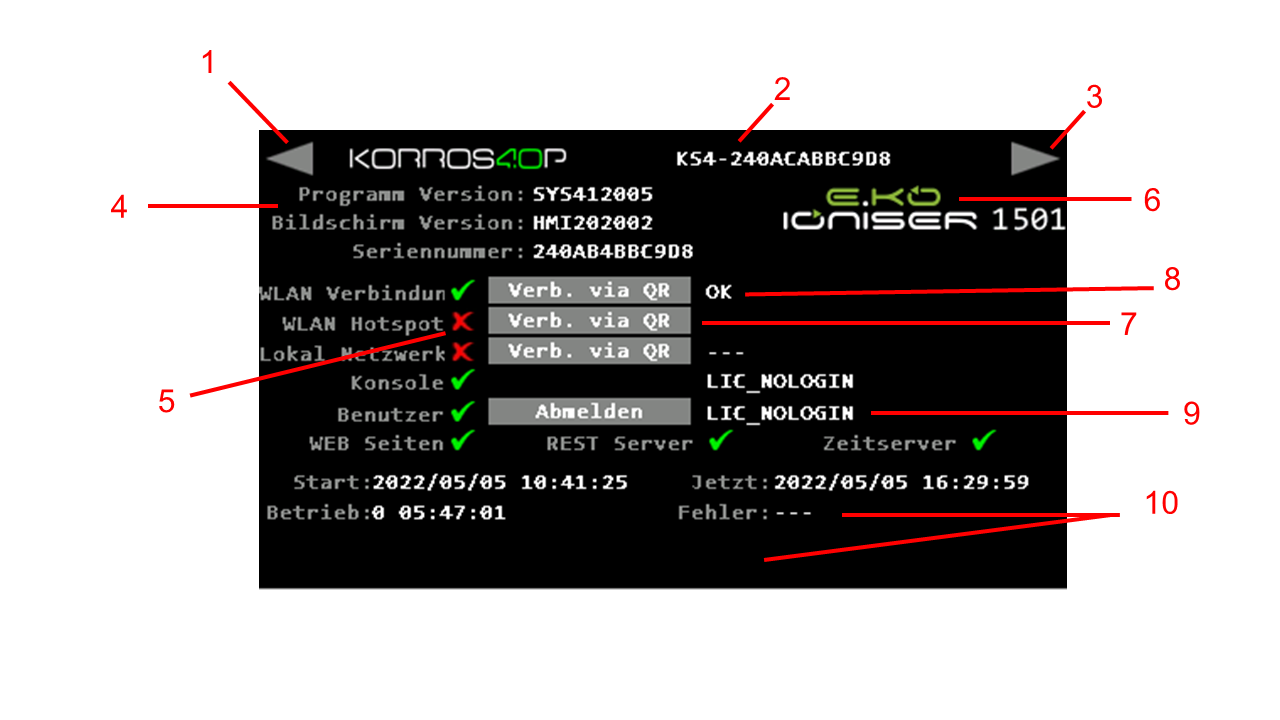 1
2
3
KORROS4.0P K54-240ACABBC9D8
4
Programm Version: SYS412005
Bildschirm Version: HMI202002
Seriennummer: 240AB4BBC9D8
E.KO
IONISER 1501
6
WLAN Verbindun Verb. via QR OK
8
WLAN Hotspot Verb. via QR
7
Lokal Netzwerk Verb. via QR ---
5
Konsole LIC_NOLOGIN
Benutzer Abmelden LIC_NOLOGIN
9
WEB Seiten REST Server Zeitserver
Start:2022/05/05 10:41:25 Jetzt:2022/05/05 16:29:59
Betrieb:0 05:47:01 Fehler:---
10